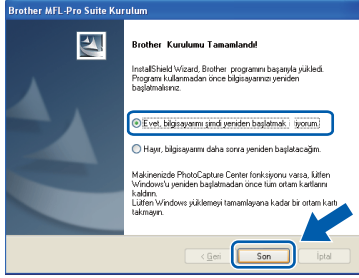 Brother MFL-Pro Suite Kurulum
Brother Kurulumu Tamamlandı!
InstallShield Wizard, Brother programını başarıyla yükledi.
Programı kullanmadan önce bilgisayarınızı yeniden
başlatmalısınız.
Evet, bilgisayarımı şimdi yeniden başlatmak iiyorum.
Hayır, bilgisayarımı daha sonra yeniden başlatacağım.
Makinenizde PhotoCapture Center fonksiyonu varsa, lütfen
Windows'u yeniden başlatmadan önce tüm ortam kartlarını
kaldırın.
Lütfen Windows yüklemeyi tamamlayana kadar bir ortam kartı
takmayın.
< Geri
Son
İptal